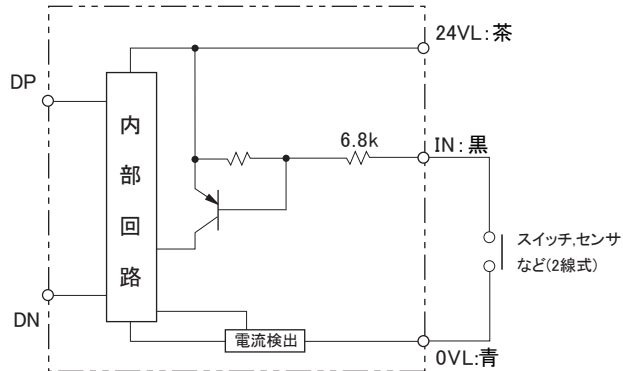 24VL:茶
DP
内部回路
6.8k
IN:黒
スイッチ,センサ
など(2線式)
DN
電流検出
0VL:青